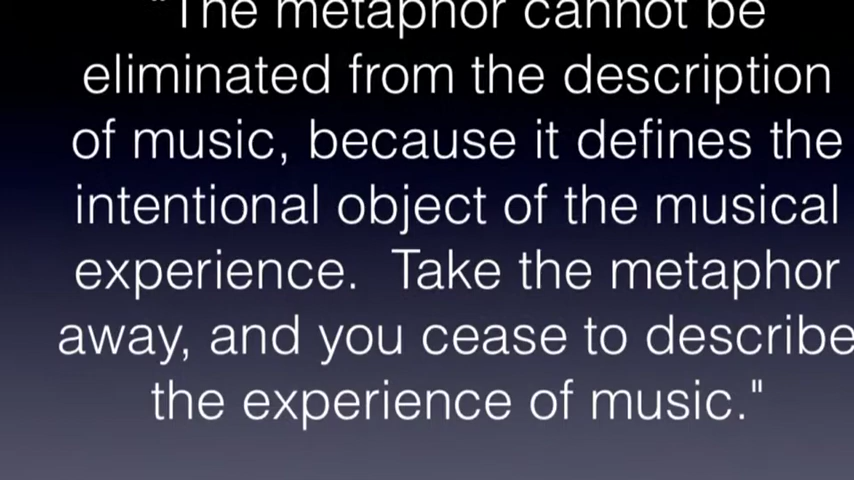 "The metaphor cannot be
eliminated from the description
of music, because it defines the
intentional object of the musical
experience.  Take the metaphor
away, and you cease to describe
the experience of music."